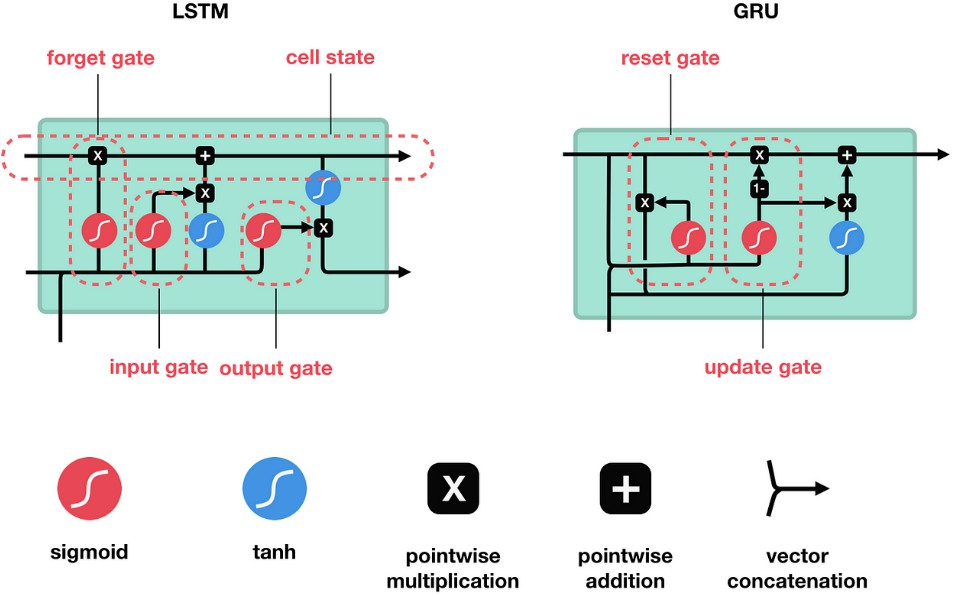 LSTM
GRU
forget gate
cell state
reset gate
X
+
X
X
X
1-
X
+
X
input gate
output gate
update gate
X
+
sigmoid
tanh
pointwise
multiplication
pointwise
addition
vector
concatenation